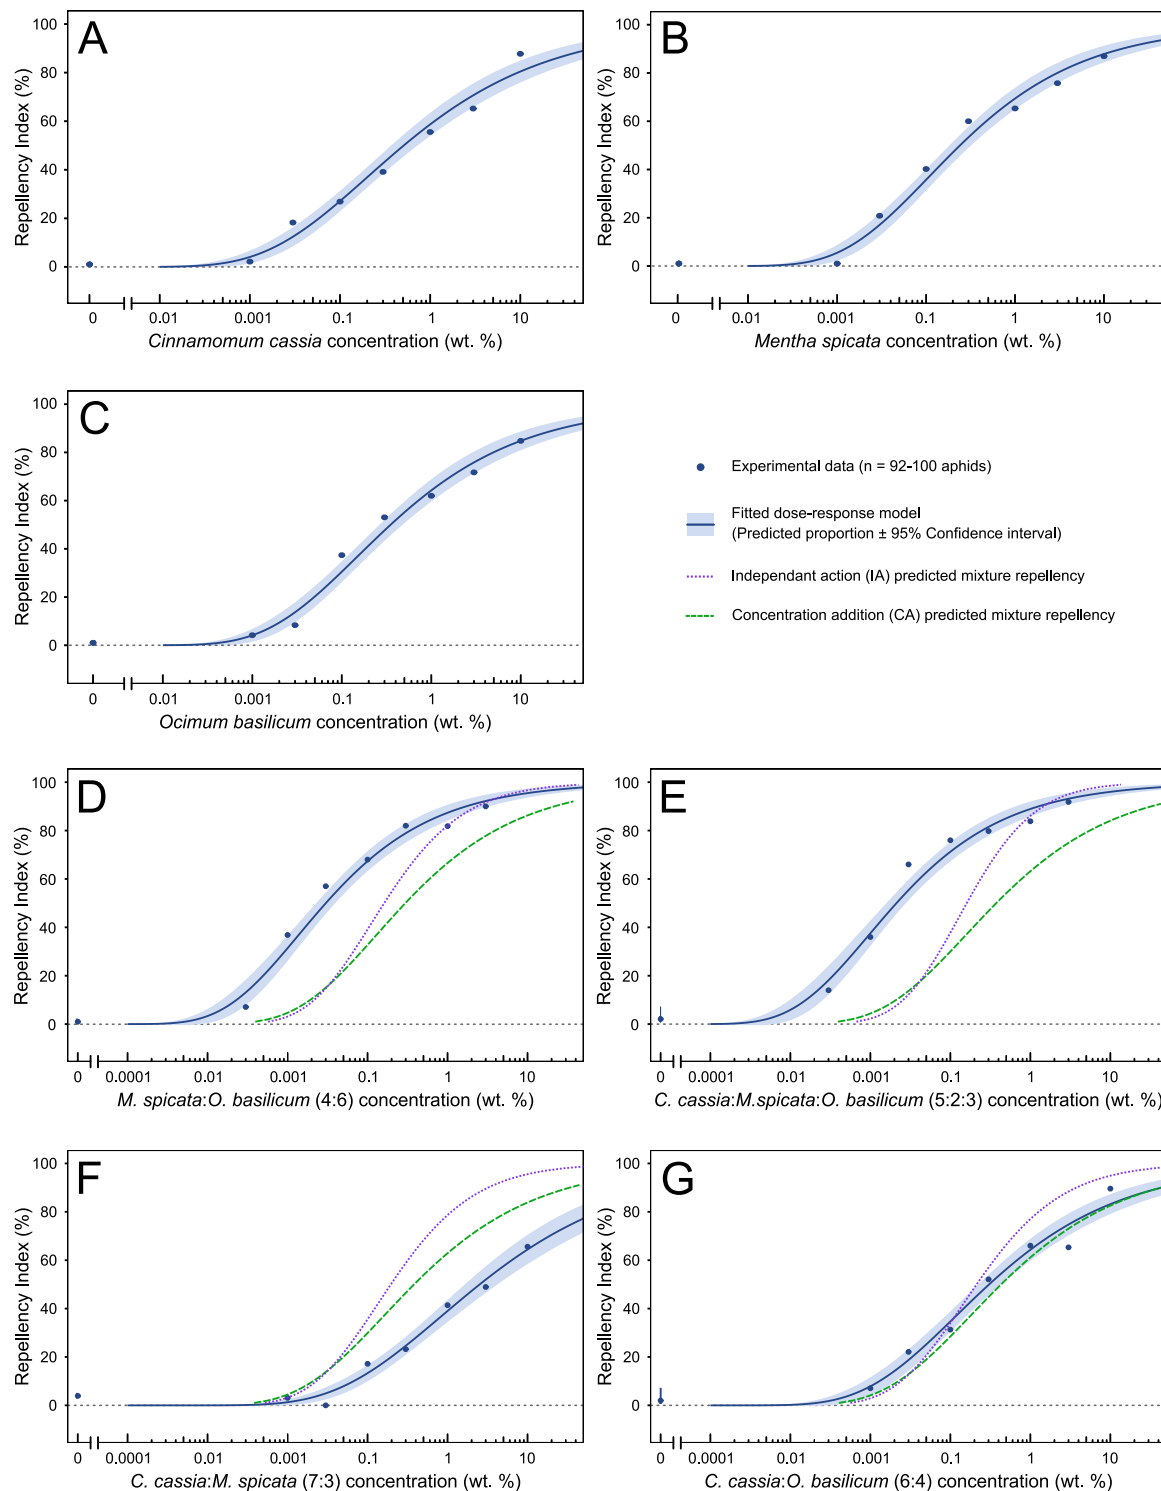 A
Repellency Index (%)
100
80
60
40
20
0
0 0.01 0.001 0.1 1 10
Cinnamomum cassia concentration (wt. %)
B
Repellency Index (%)
100
80
60
40
20
0
0 0.01 0.001 0.1 1 10
Mentha spicata concentration (wt. %)
C
Repellency Index (%)
100
80
60
40
20
0
0 0.01 0.001 0.1 1 10
Ocimum basilicum concentration (wt. %)
Experimental data (n = 92-100 aphids)
Fitted dose-response model
(Predicted proportion ± 95% Confidence interval)
Independant action (IA) predicted mixture repellency
Concentration addition (CA) predicted mixture repellency
D
Repellency Index (%)
100
80
60
40
20
0
0 0.0001 0.01 0.001 0.1 1 10
M. spicata:O. basilicum (4:6) concentration (wt. %)
E
Repellency Index (%)
100
80
60
40
20
0
0 0.0001 0.01 0.001 0.1 1 10
C. cassia:M.spicata:O. basilicum (5:2:3) concentration (wt. %)
F
Repellency Index (%)
100
80
60
40
20
0
0 0.0001 0.01 0.001 0.1 1 10
C. cassia:M. spicata (7:3) concentration (wt. %)
G
Repellency Index (%)
100
80
60
40
20
0
0 0.0001 0.01 0.001 0.1 1 10
C. cassia:O. basilicum (6:4) concentration (wt. %)